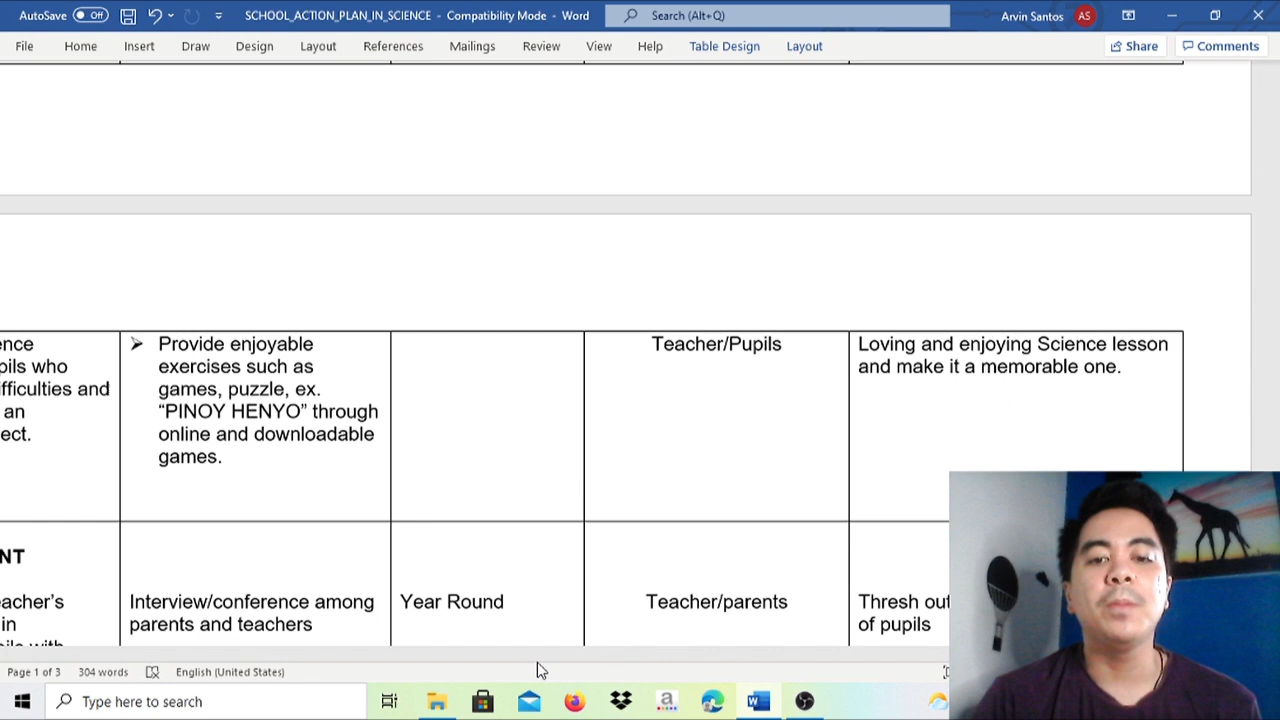 AutoSave Off SCHOOL_ACTION_PLAN_IN_SCIENCE - Compatibility Mode - Word Search (Alt+Q) Arvin Santos AS
File Home Insert Draw Design Layout References Mailings Review View Help Table Design Layout Share Comments
ence
pils who
ifficulties and
an
ect.
➢ Provide enjoyable
exercises such as
games, puzzle, ex.
“PINOY HENYO” through
online and downloadable
games.
Teacher/Pupils
Loving and enjoying Science lesson
and make it a memorable one.
NT
eacher’s
in
Interview/conference among
parents and teachers
Year Round
Teacher/parents
Thresh out
of pupils
Page 1 of 3 304 words English (United States)
Type here to search